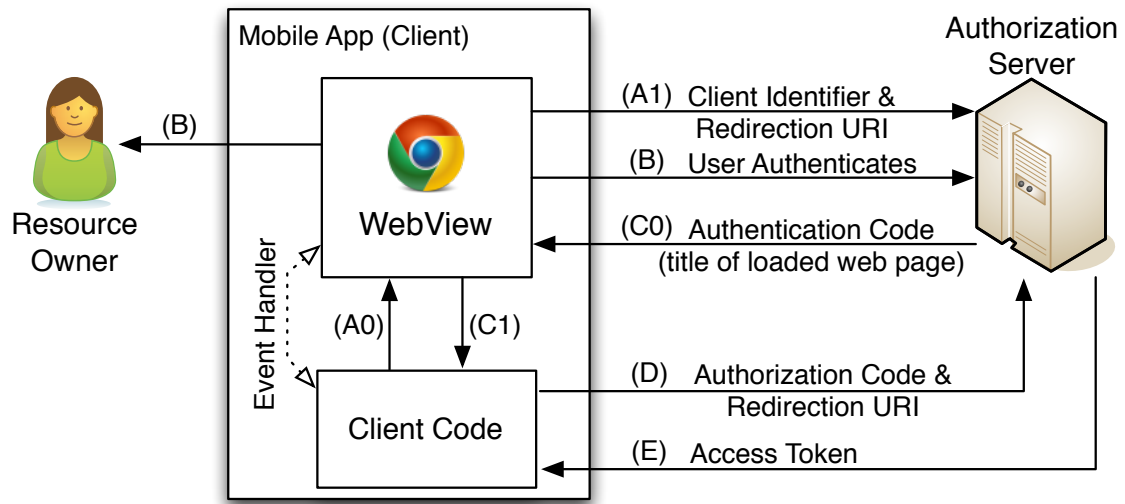 Mobile App (Client)
Authorization
Server
(A1) Client Identifier &
Redirection URI
(B)
(B) User Authenticates
WebView
Resource
Owner
(C0) Authentication Code
(title of loaded web page)
Event Handler
(A0)
(C1)
(D) Authorization Code &
Redirection URI
Client Code
(E) Access Token